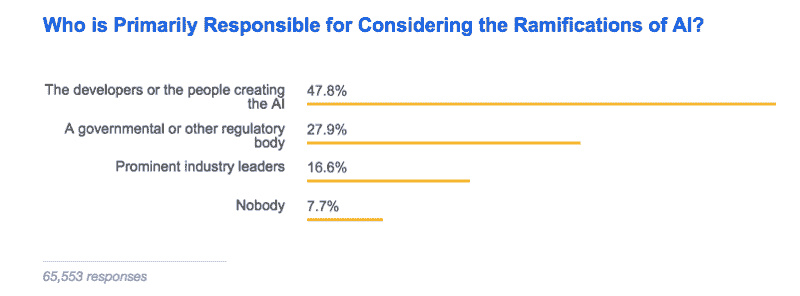 Who is Primarily Responsible for Considering the Ramifications of AI?
The developers or the people creating
the AI
47.8%
A governmental or other regulatory
body
27.9%
Prominent industry leaders
16.6%
Nobody
7.7%
65,553 responses